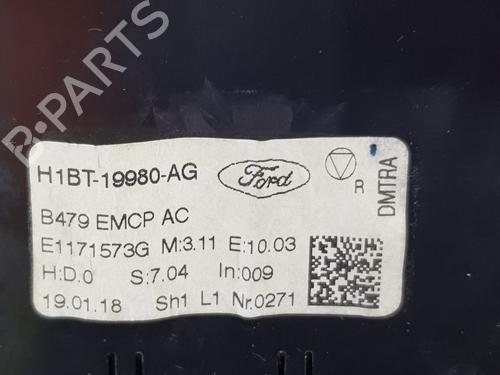 B-PARTS
H1BT-19980-AG
Ford
R
DMTRA
B479 EMCP AC
E1171573G M:3.11 E:10.03
H:D.0 S:7.04 In:009
19.01.18 Sh1 L1 Nr.0271